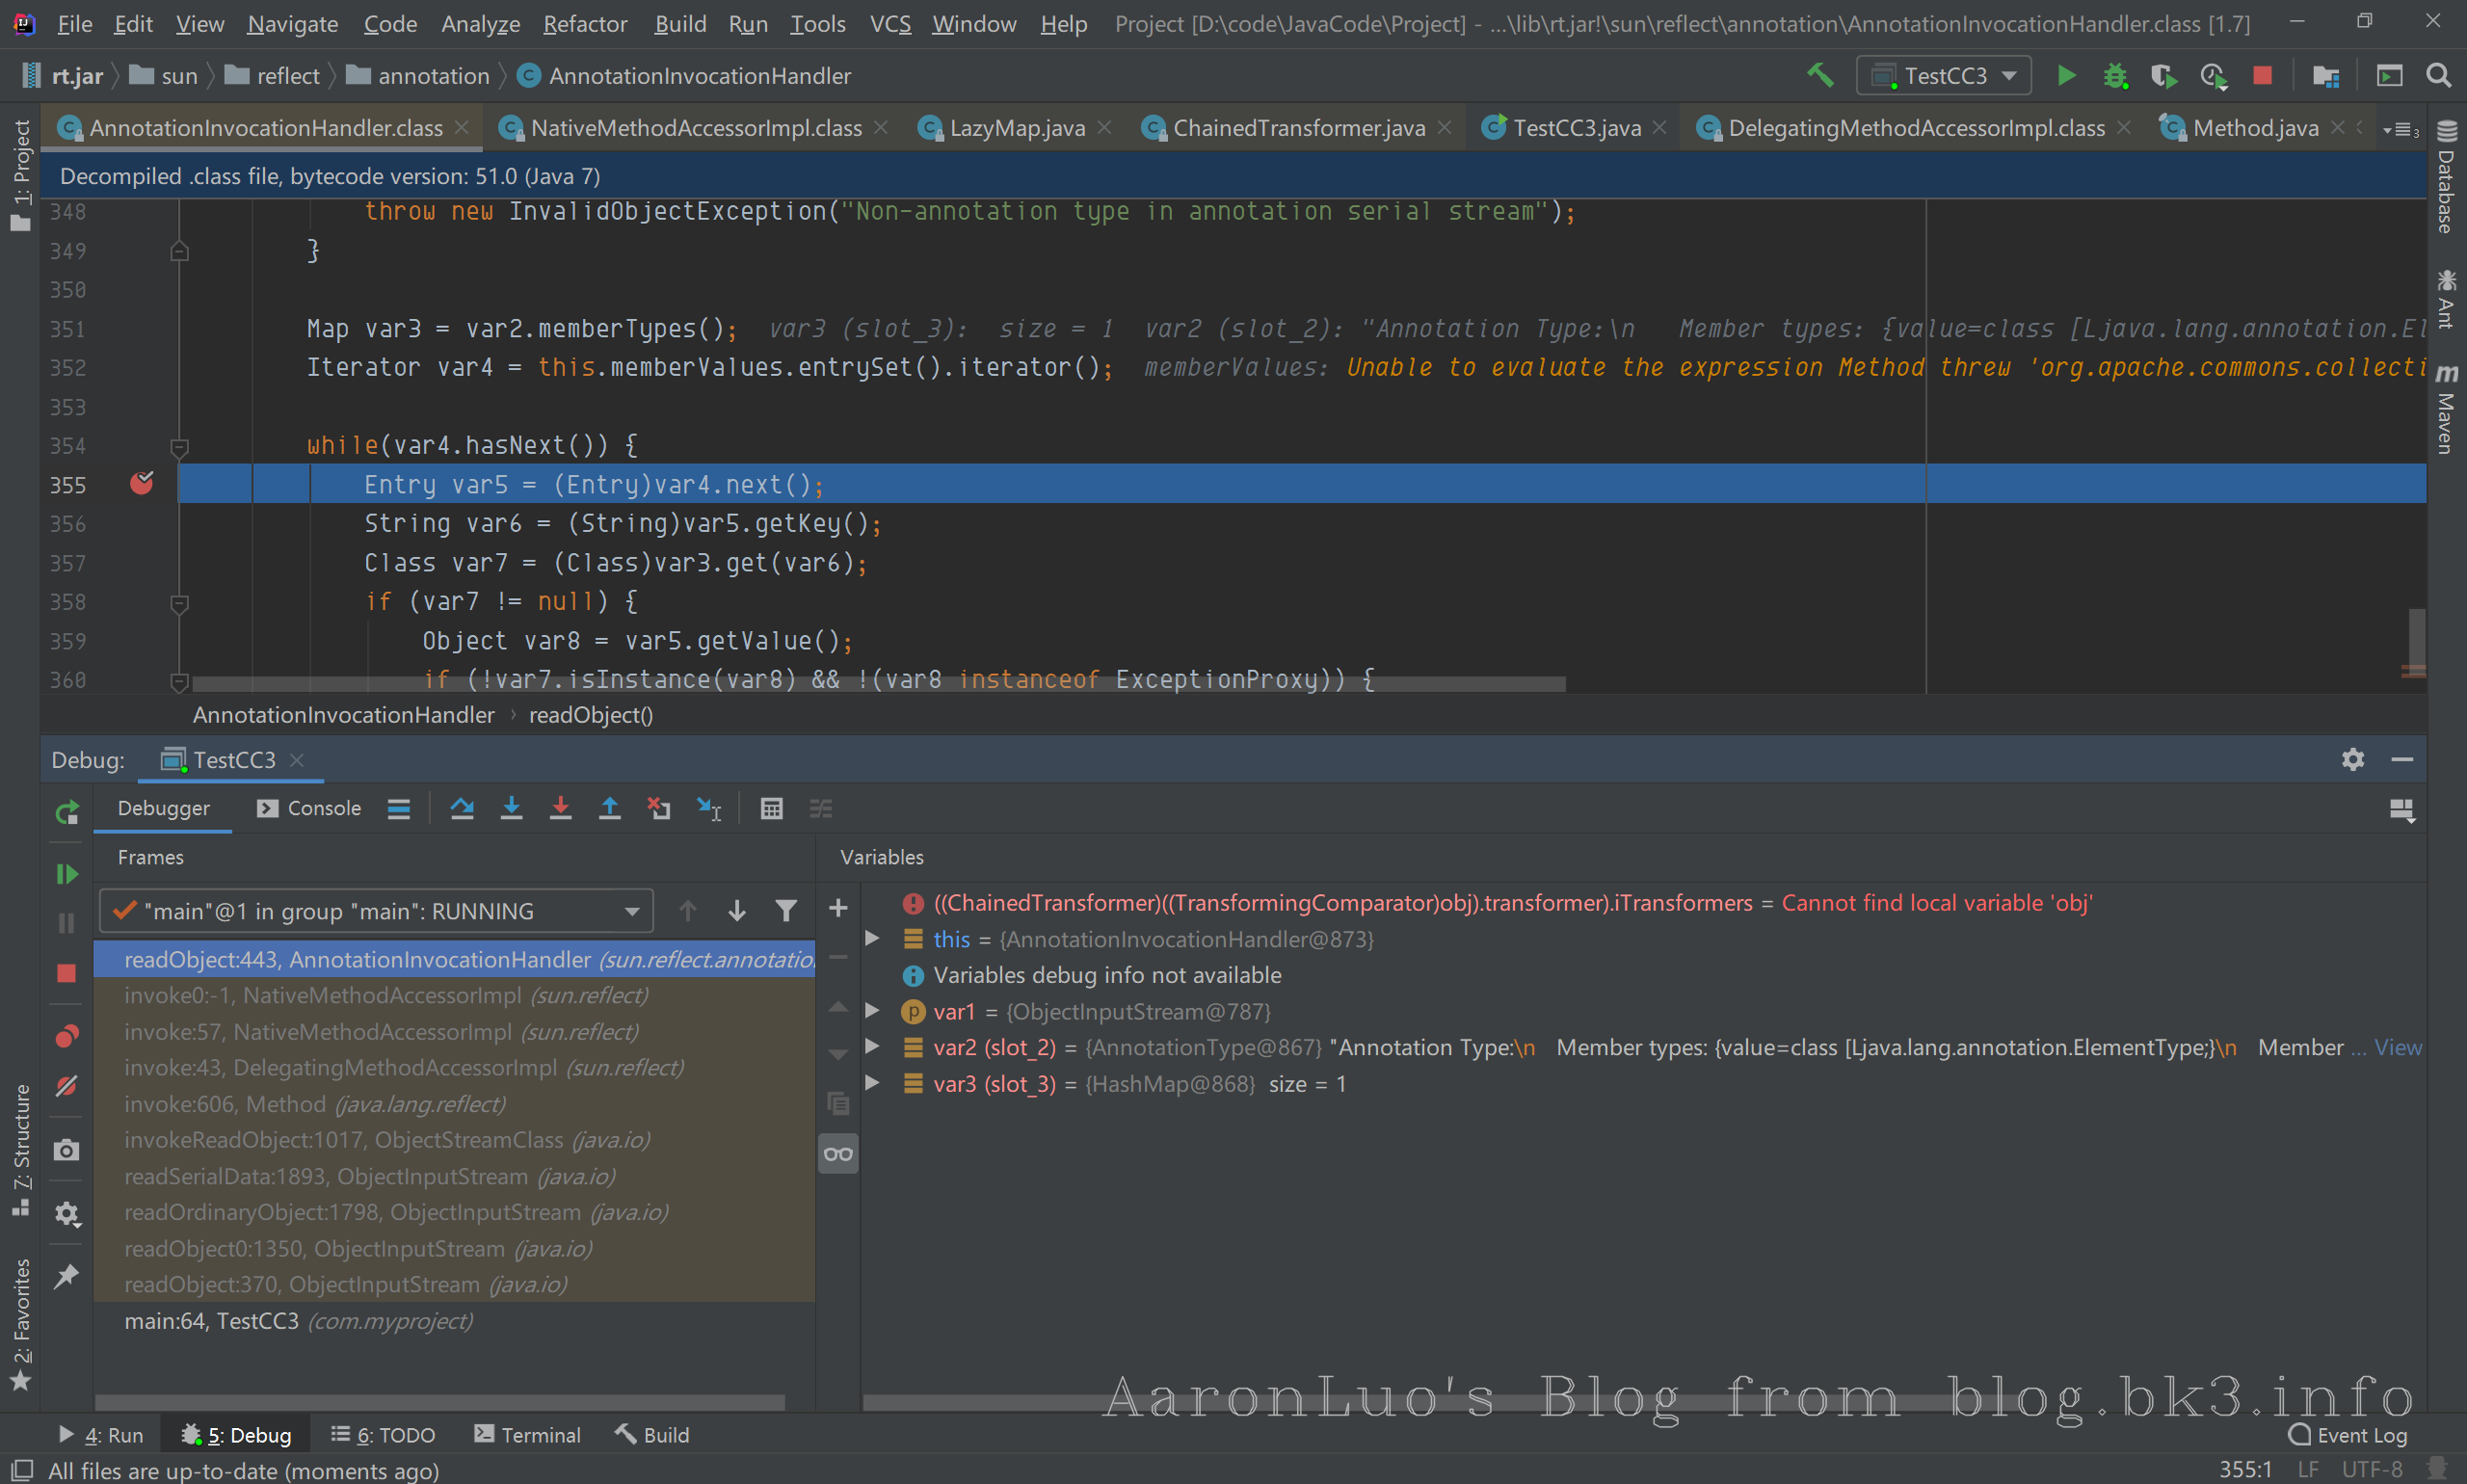 File Edit View Navigate Code Analyze Refactor Build Run Tools VCS Window Help Project [D:\code\JavaCode\Project] - ...\lib\rt.jar!\sun\reflect\annotation\AnnotationInvocationHandler.class [1.7]
rt.jar sun reflect annotation AnnotationInvocationHandler TestCC3
AnnotationInvocationHandler.class NativeMethodAccessorImpl.class LazyMap.java ChainedTransformer.java TestCC3.java DelegatingMethodAccessorImpl.class Method.java
Decompiled .class file, bytecode version: 51.0 (Java 7)
348 throw new InvalidObjectException("Non-annotation type in annotation serial stream");
349 }
350
351 Map var3 = var2.memberTypes(); var3 (slot_3): size = 1 var2 (slot_2): "Annotation Type:\n Member types: {value=class [Ljava.lang.annotation.El
352 Iterator var4 = this.memberValues.entrySet().iterator(); memberValues: Unable to evaluate the expression Method threw 'org.apache.commons.collecti
353
354 while(var4.hasNext()) {
355 Entry var5 = (Entry)var4.next();
356 String var6 = (String)var5.getKey();
357 Class var7 = (Class)var3.get(var6);
358 if (var7 != null) {
359 Object var8 = var5.getValue();
360 if (!var7.isInstance(var8) && !(var8 instanceof ExceptionProxy)) {
AnnotationInvocationHandler › readObject()
1: Project
7: Structure
2: Favorites
Database
Ant
Maven
Debug: TestCC3
Debugger Console
Frames
"main"@1 in group "main": RUNNING
readObject:443, AnnotationInvocationHandler (sun.reflect.annotatio
invoke0:-1, NativeMethodAccessorImpl (sun.reflect)
invoke:57, NativeMethodAccessorImpl (sun.reflect)
invoke:43, DelegatingMethodAccessorImpl (sun.reflect)
invoke:606, Method (java.lang.reflect)
invokeReadObject:1017, ObjectStreamClass (java.io)
readSerialData:1893, ObjectInputStream (java.io)
readOrdinaryObject:1798, ObjectInputStream (java.io)
readObject0:1350, ObjectInputStream (java.io)
readObject:370, ObjectInputStream (java.io)
main:64, TestCC3 (com.myproject)
Variables
((ChainedTransformer)((TransformingComparator)obj).transformer).iTransformers = Cannot find local variable 'obj'
this = {AnnotationInvocationHandler@873}
Variables debug info not available
var1 = {ObjectInputStream@787}
var2 (slot_2) = {AnnotationType@867} "Annotation Type:\n Member types: {value=class [Ljava.lang.annotation.ElementType;}\n Member ... View
var3 (slot_3) = {HashMap@868} size = 1
AaronLuo's Blog from blog.bk3.info
4: Run 5: Debug 6: TODO Terminal Build Event Log
All files are up-to-date (moments ago) 355:1 LF UTF-8